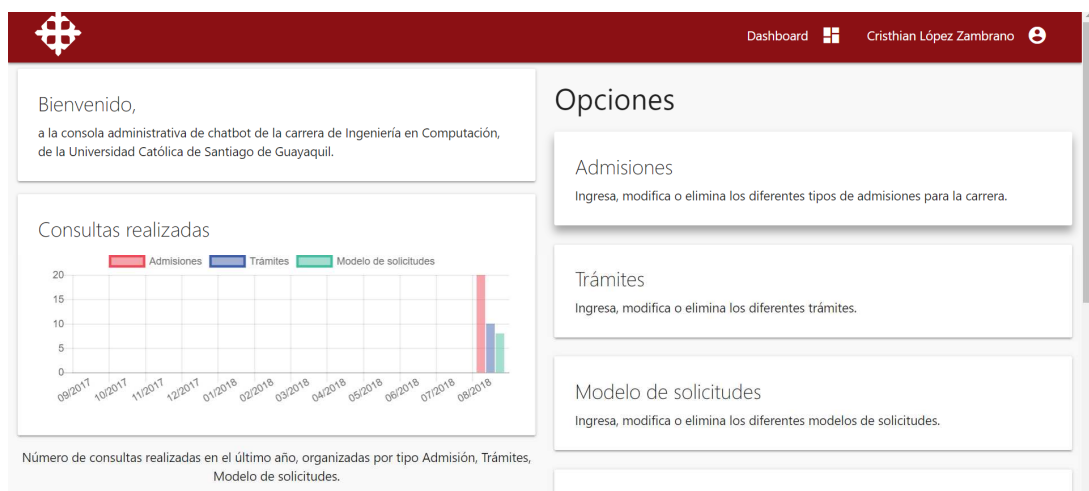 Dashboard
Cristhian López Zambrano
Bienvenido,
a la consola administrativa de chatbot de la carrera de Ingeniería en Computación,
de la Universidad Católica de Santiago de Guayaquil.
Consultas realizadas
Admisiones Trámites Modelo de solicitudes
20
15
10
5
0
09/2017 10/2017 11/2017 12/2017 01/2018 02/2018 03/2018 04/2018 05/2018 06/2018 07/2018 08/2018
Número de consultas realizadas en el último año, organizadas por tipo Admisión, Trámites,
Modelo de solicitudes.
Opciones
Admisiones
Ingresa, modifica o elimina los diferentes tipos de admisiones para la carrera.
Trámites
Ingresa, modifica o elimina los diferentes trámites.
Modelo de solicitudes
Ingresa, modifica o elimina los diferentes modelos de solicitudes.